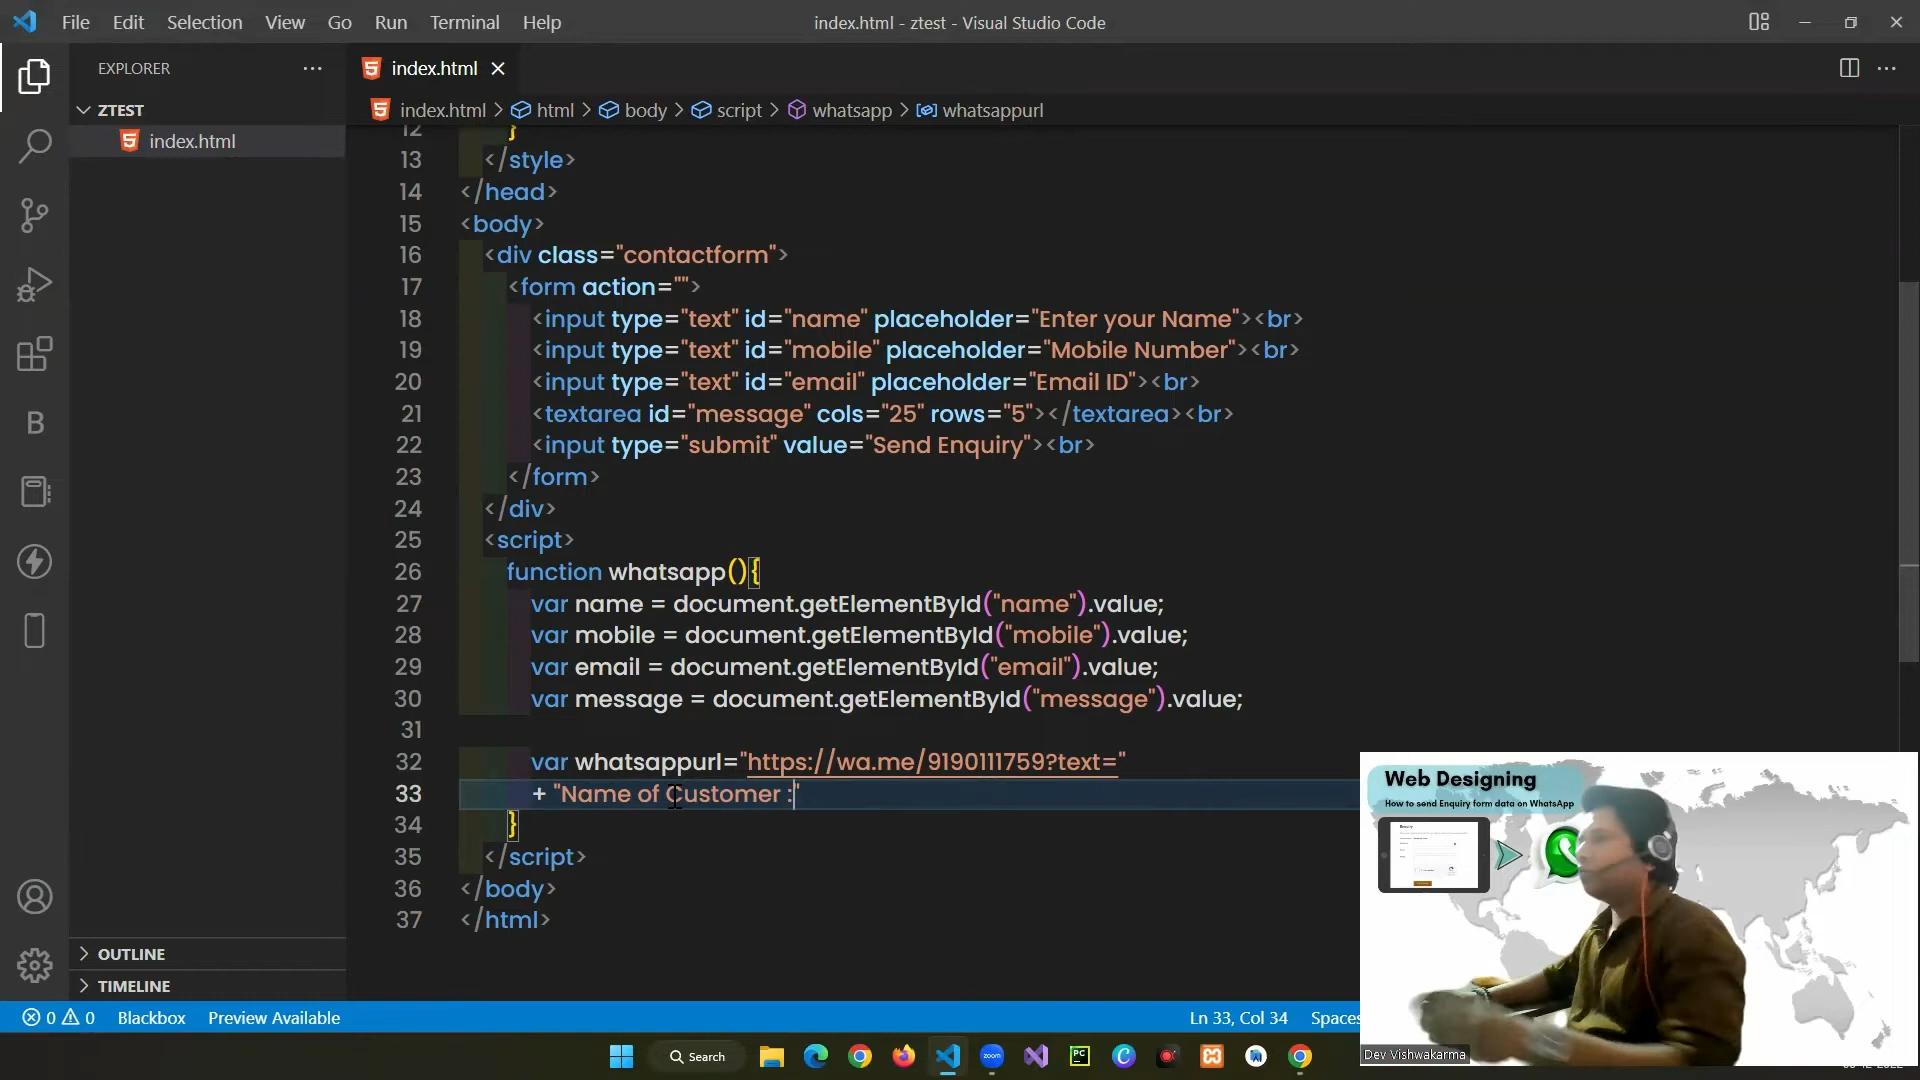 File Edit Selection View Go Run Terminal Help
index.html - ztest - Visual Studio Code
EXPLORER
ZTEST
index.html
OUTLINE
TIMELINE
index.html
index.html > html > body > script > whatsapp > whatsappurl
12 }
13 </style>
14 </head>
15 <body>
16 <div class="contactform">
17 <form action="">
18 <input type="text" id="name" placeholder="Enter your Name"><br>
19 <input type="text" id="mobile" placeholder="Mobile Number"><br>
20 <input type="text" id="email" placeholder="Email ID"><br>
21 <textarea id="message" cols="25" rows="5"></textarea><br>
22 <input type="submit" value="Send Enquiry"><br>
23 </form>
24 </div>
25 <script>
26 function whatsapp(){
27 var name = document.getElementById("name").value;
28 var mobile = document.getElementById("mobile").value;
29 var email = document.getElementById("email").value;
30 var message = document.getElementById("message").value;
31
32 var whatsappurl="https://wa.me/9190111759?text="
33 + "Name of Customer :"
34 }
35 </script>
36 </body>
37 </html>
Web Designing
How to send Enquiry form data on WhatsApp
Enquiry
Dev Vishwakarma
0 0 Blackbox Preview Available
Ln 33, Col 34 Spaces
Search
zoom
PC